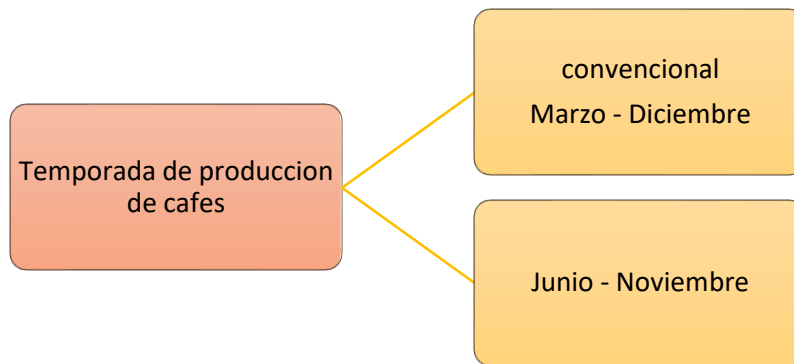 Temporada de produccion
de cafes
convencional
Marzo - Diciembre
Junio - Noviembre